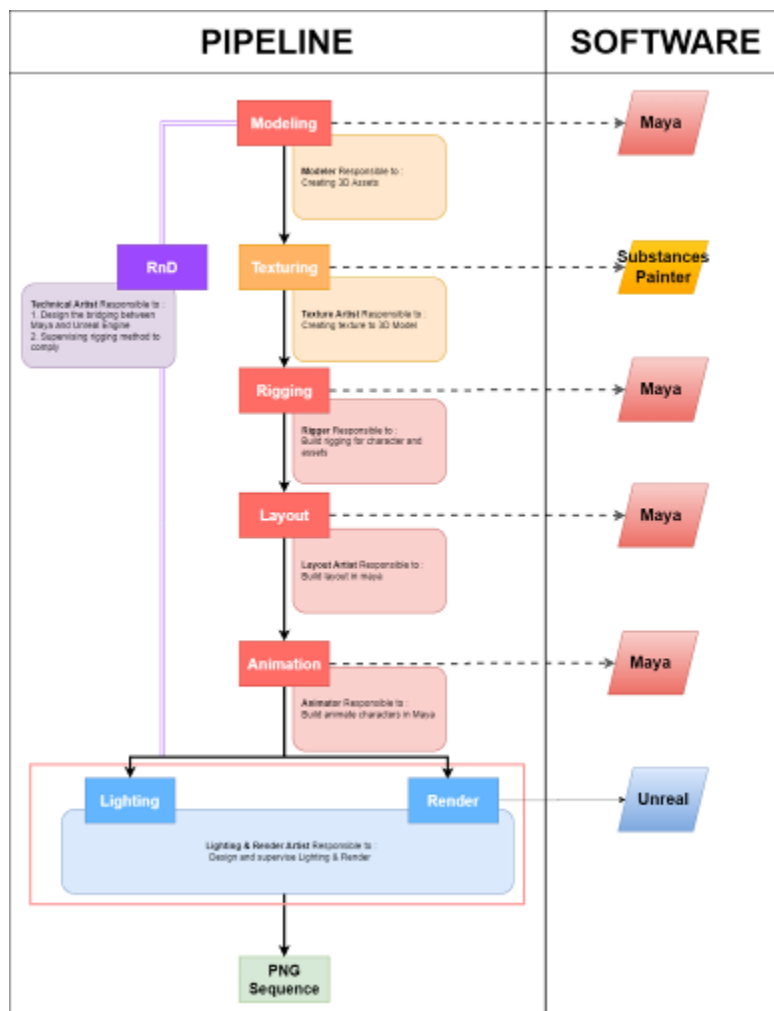 PIPELINE
SOFTWARE
Modeling
Maya
Modeler Responsible to :
Creating 3D Assets
RnD
Texturing
Substances
Painter
Technical Artist Responsible to :
1. Design the bridging between
Maya and Unreal Engine
2. Supervising rigging method to
comply
Texture Artist Responsible to :
Creating texture to 3D Model
Rigging
Maya
Rigger Responsible to :
Build rigging for character and
assets
Layout
Maya
Layout Artist Responsible to :
Build layout in maya
Animation
Maya
Animator Responsible to :
Build animate characters in Maya
Lighting
Render
Unreal
Lighting & Render Artist Responsible to :
Design and supervise Lighting & Render
PNG
Sequence